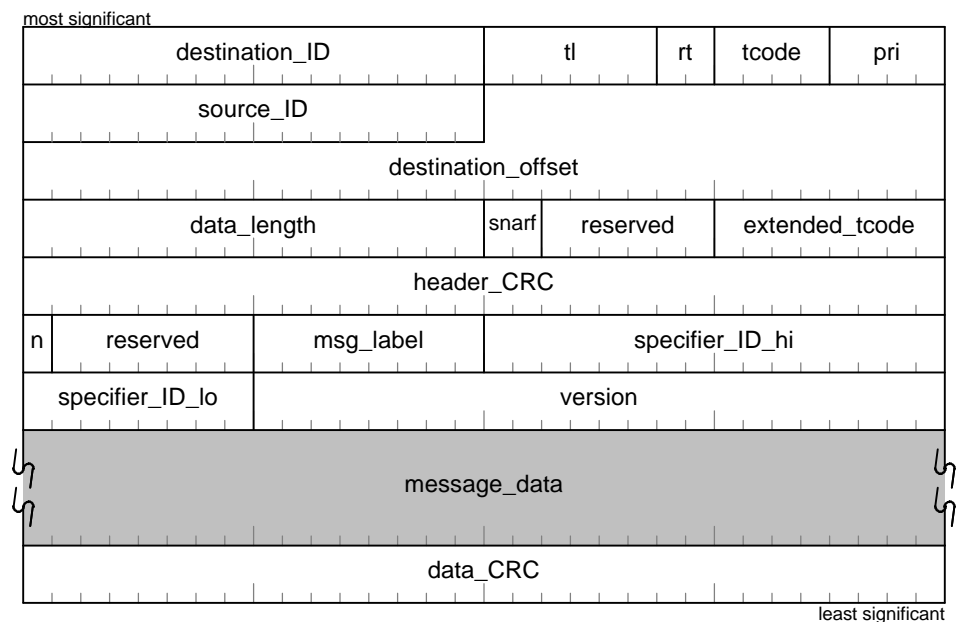 most significant
destination_ID tl rt tcode pri
source_ID
destination_offset
data_length snarf reserved extended_tcode
header_CRC
n reserved msg_label specifier_ID_hi
specifier_ID_lo version
message_data
data_CRC
least significant